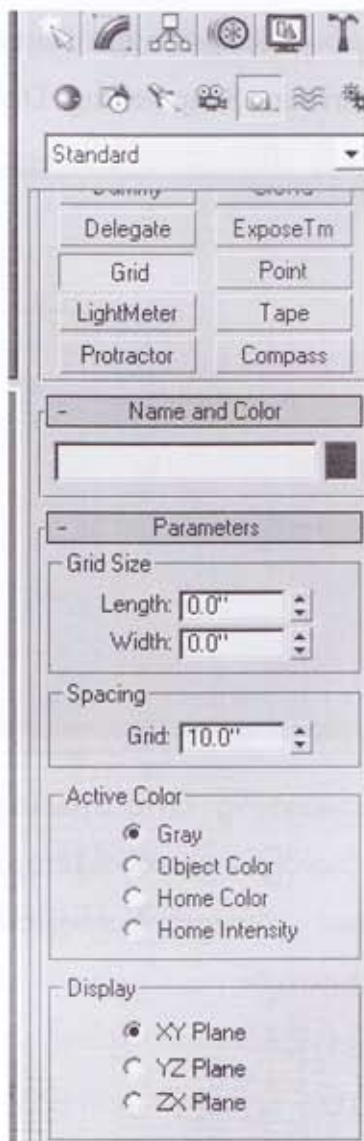 Standard
Delegate ExposeTm
Grid Point
LightMeter Tape
Protractor Compass
- Name and Color
- Parameters
Grid Size
Length: 0.0"
Width: 0.0"
Spacing
Grid: 10.0"
Active Color
Gray
Object Color
Home Color
Home Intensity
Display
XY Plane
YZ Plane
ZX Plane